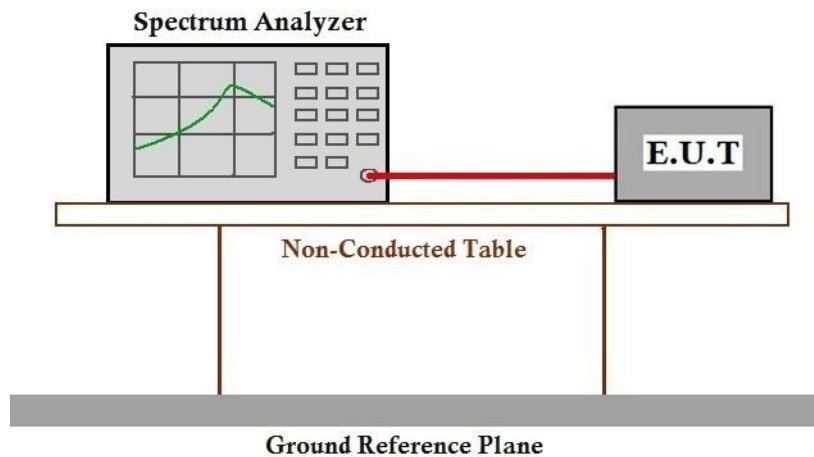 Spectrum Analyzer
E.U.T
Non-Conducted Table
Ground Reference Plane